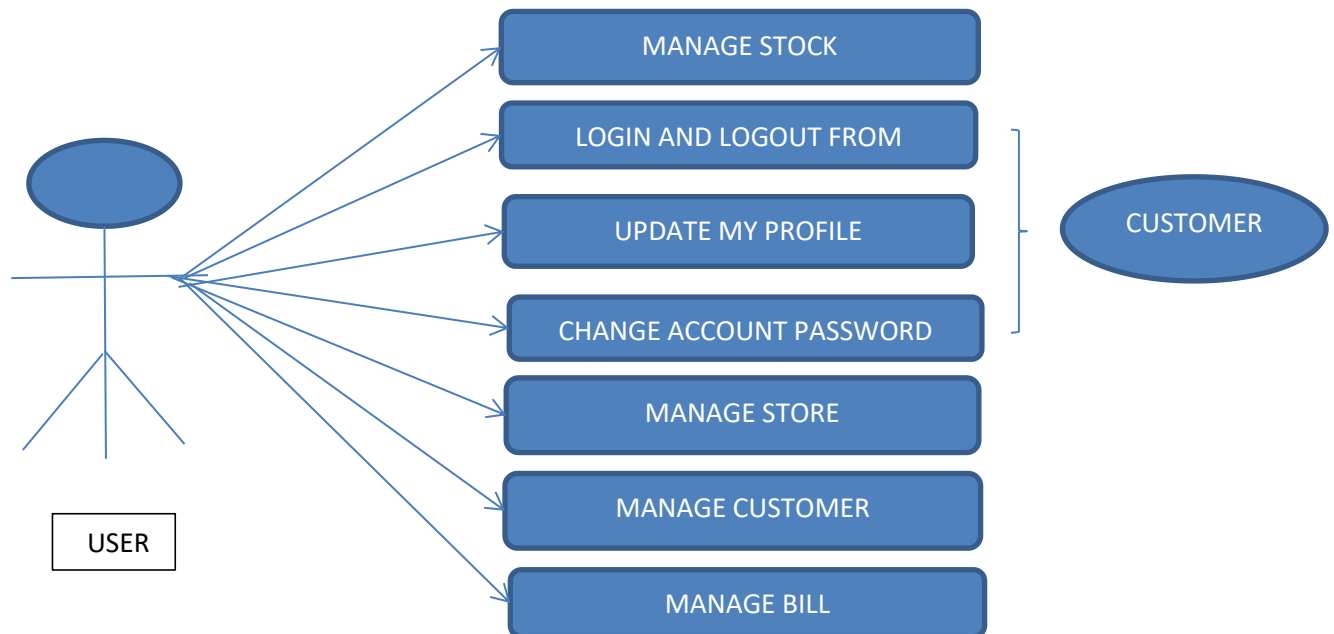 MANAGE STOCK
LOGIN AND LOGOUT FROM
UPDATE MY PROFILE
CUSTOMER
CHANGE ACCOUNT PASSWORD
MANAGE STORE
MANAGE CUSTOMER
USER
MANAGE BILL